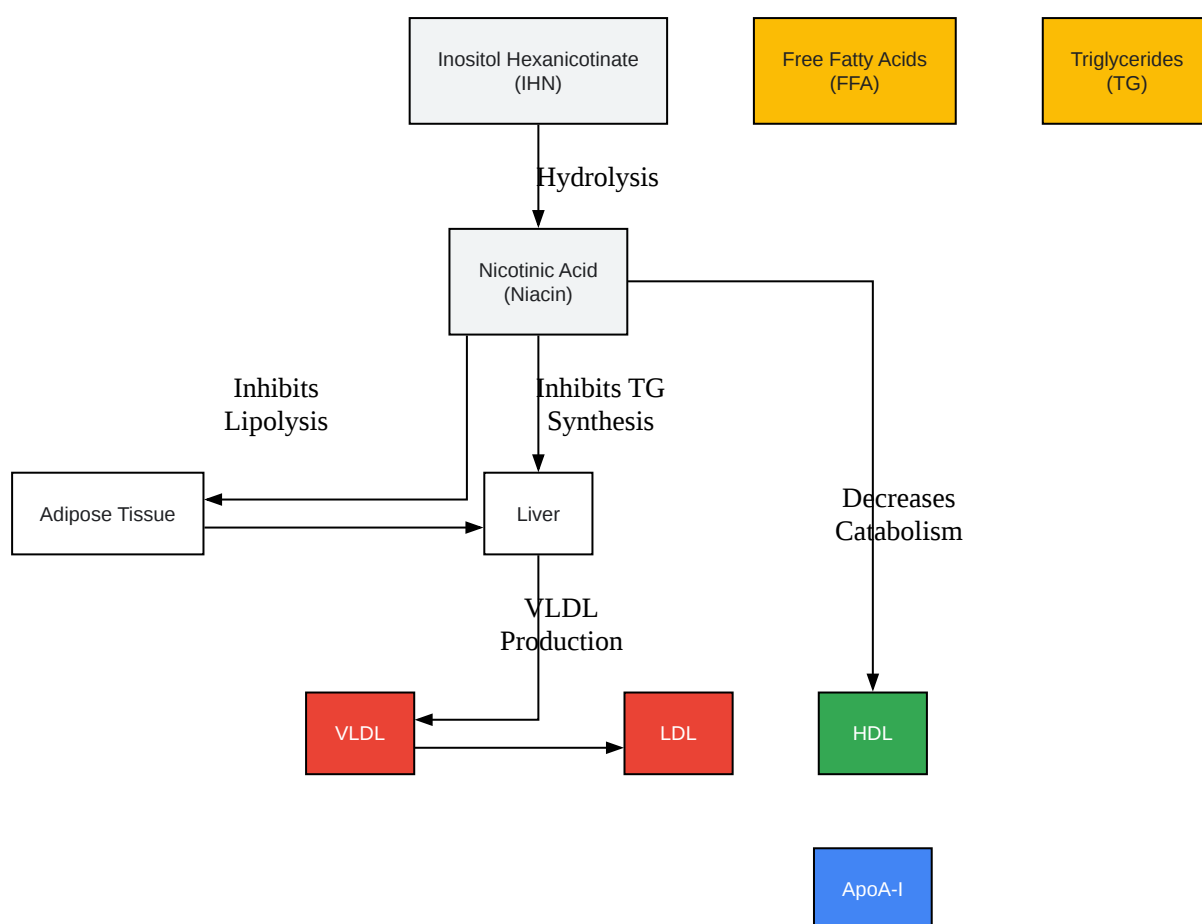 Inositol Hexanicotinate
(IHN)
Free Fatty Acids
(FFA)
Triglycerides
(TG)
Hydrolysis
Nicotinic Acid
(Niacin)
Inhibits
Lipolysis
Inhibits TG
Synthesis
Adipose Tissue
Liver
Decreases
Catabolism
VLDL
Production
VLDL
LDL
HDL
ApoA-I